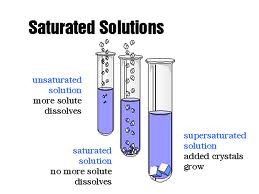 Saturated Solutions
unsaturated
solution
more solute
dissolves
saturated
solution
no more solute
dissolves
supersaturated
solution
added crystals
grow